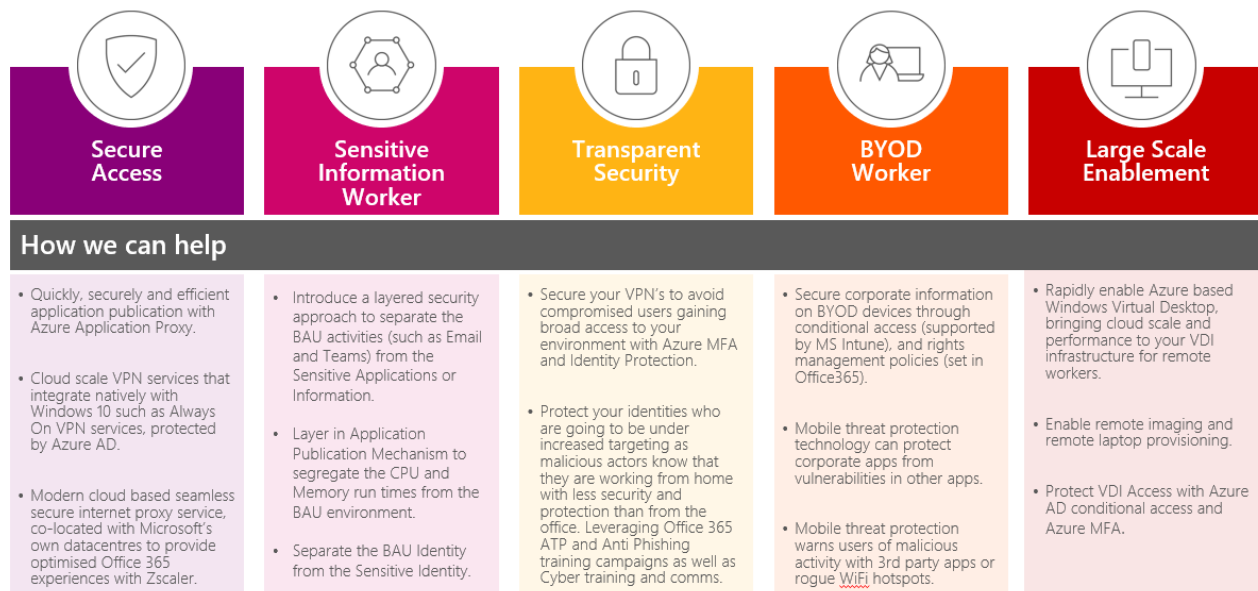 Secure
Access
Sensitive
Information
Worker
Transparent
Security
BYOD
Worker
Large Scale
Enablement
How we can help
• Quickly, securely and efficient
application publication with
Azure Application Proxy.
• Cloud scale VPN services that
integrate natively with
Windows 10 such as Always
On VPN services, protected
by Azure AD.
• Modern cloud based seamless
secure internet proxy service,
co-located with Microsoft's
own datacentres to provide
optimised Office 365
experiences with Zscaler.
• Introduce a layered security
approach to separate the
BAU activities (such as Email
and Teams) from the
Sensitive Applications or
Information.
• Layer in Application
Publication Mechanism to
segregate the CPU and
Memory run times from the
BAU environment.
• Separate the BAU Identity
from the Sensitive Identity.
• Secure your VPN's to avoid
compromised users gaining
broad access to your
environment with Azure MFA
and Identity Protection.
• Protect your identities who
are going to be under
increased targeting as
malicious actors know that
they are working from home
with less security and
protection than from the
office. Leveraging Office 365
ATP and Anti Phishing
training campaigns as well as
Cyber training and comms.
• Secure corporate information
on BYOD devices through
conditional access (supported
by MS Intune), and rights
management policies (set in
Office365).
• Mobile threat protection
technology can protect
corporate apps from
vulnerabilities in other apps.
• Mobile threat protection
warns users of malicious
activity with 3rd party apps or
rogue WiFi hotspots.
• Rapidly enable Azure based
Windows Virtual Desktop,
bringing cloud scale and
performance to your VDI
infrastructure for remote
workers.
• Enable remote imaging and
remote laptop provisioning.
• Protect VDI Access with Azure
AD conditional access and
Azure MFA.